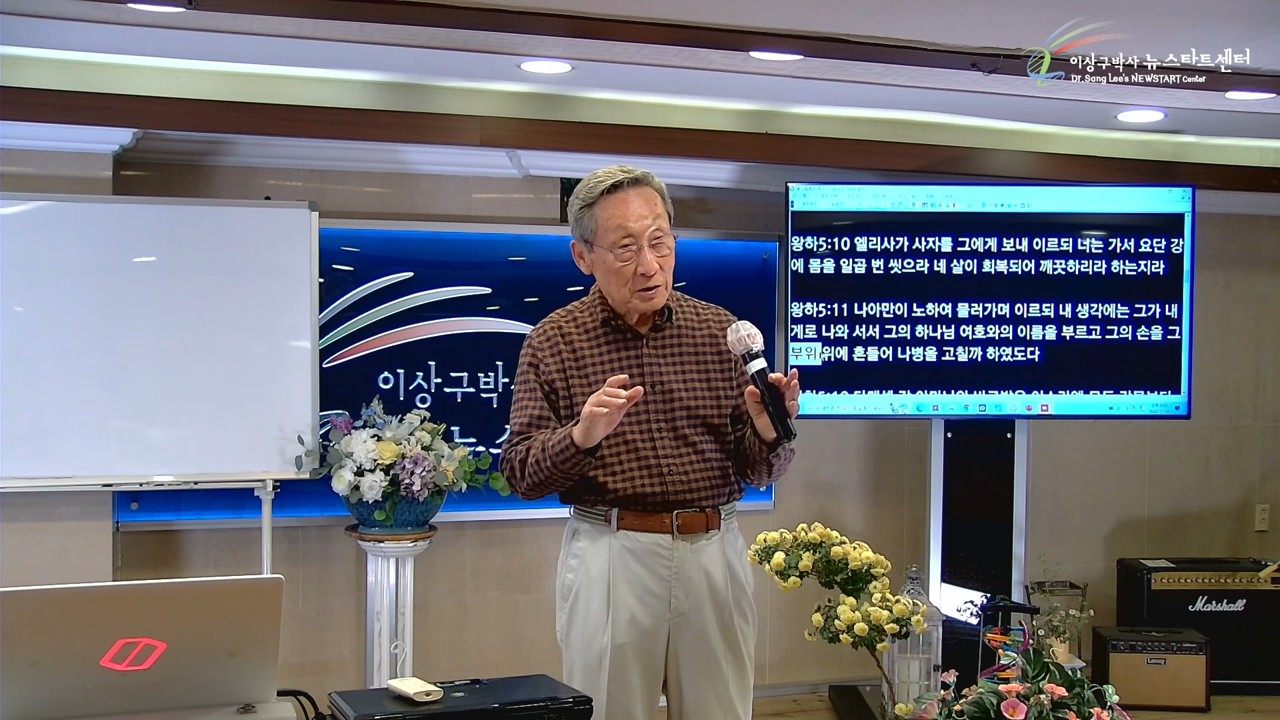 이상구박사 뉴스타트센터
Dr. Sang Lee's NEWSTART Center
왕하5:10 엘리사가 사자를 그에게 보내 이르되 너는 가서 요단 강
에 몸을 일곱 번 씻으라 네 살이 회복되어 깨끗하리라 하는지라
왕하5:11 나아만이 노하여 물러가며 이르되 내 생각에는 그가 내
게로 나와 서서 그의 하나님 여호와의 이름을 부르고 그의 손을 그
부위 위에 흔들어 나병을 고칠까 하였도다
이상구박
뉴
Marshall
Laney